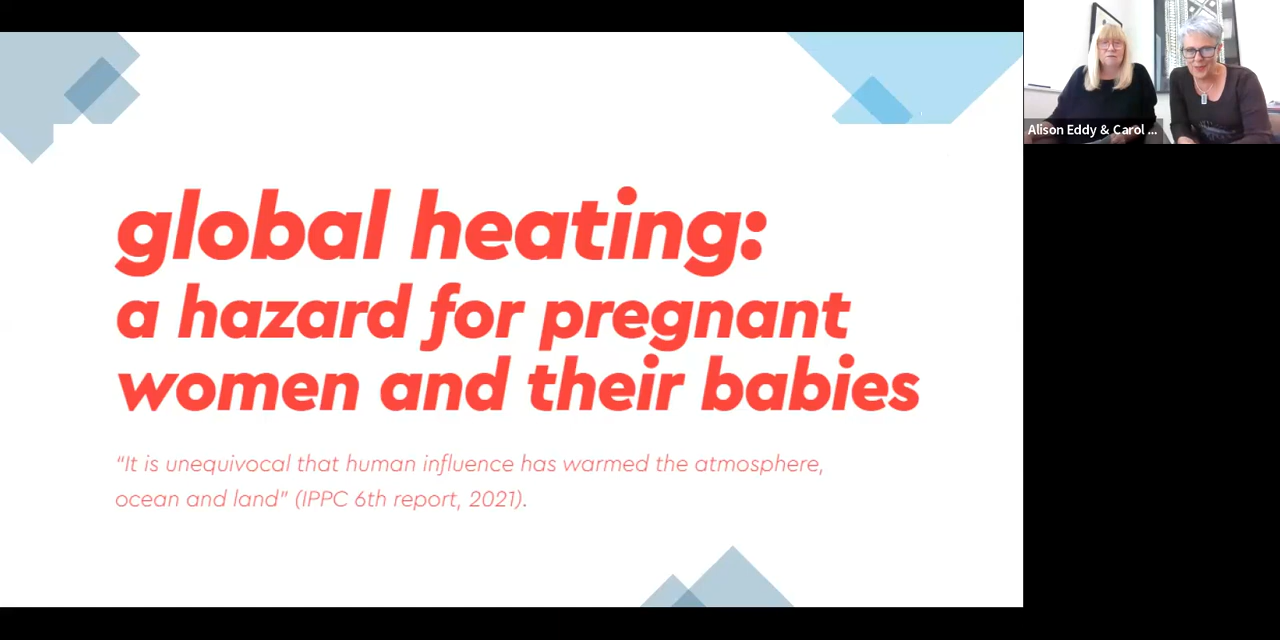 global heating:
a hazard for pregnant
women and their babies
“It is unequivocal that human influence has warmed the atmosphere,
ocean and land” (IPPC 6th report, 2021).
Alison Eddy & Carol ...